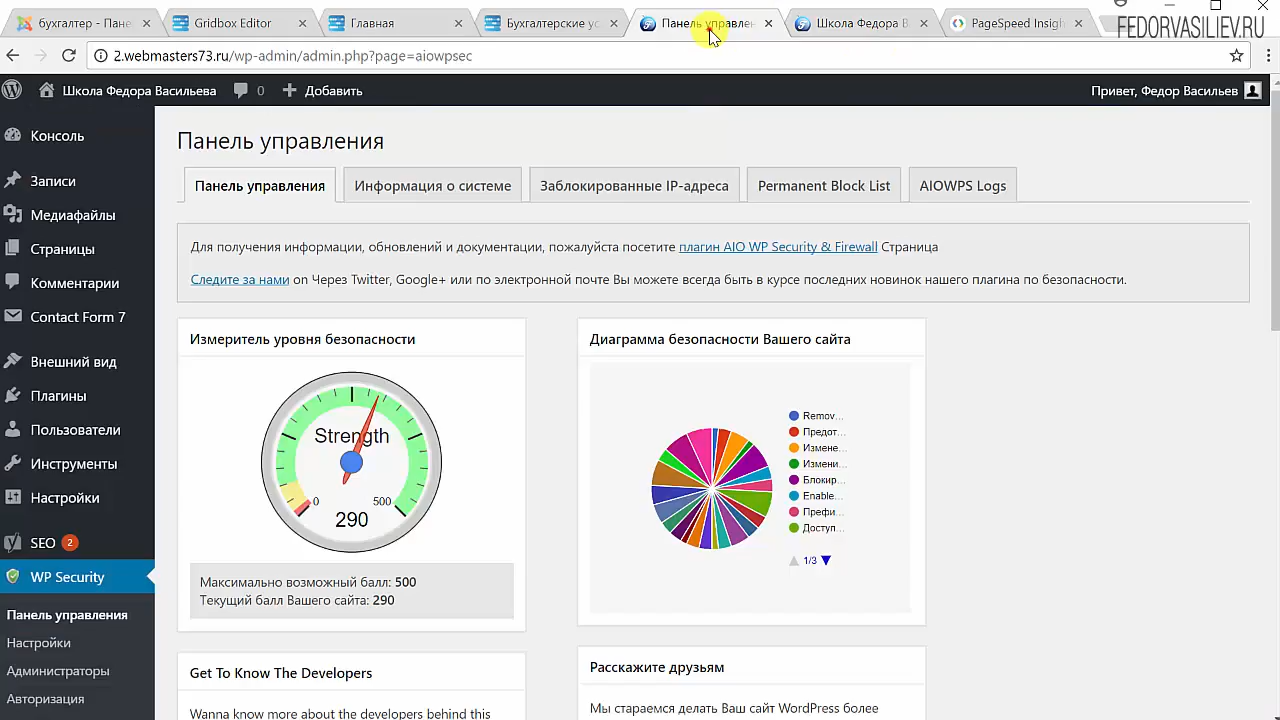 бухгалтер - Пане
Gridbox Editor
Главная
Бухгалтерские у
Панель управлен
Школа Федора В
PageSpeed Insigh
FEDORVASILIEV.RU
2.webmasters73.ru/wp-admin/admin.php?page=aiowpsec
Школа Федора Васильева
0
Добавить
Привет, Федор Васильев
Консоль
Записи
Медиафайлы
Страницы
Комментарии
Contact Form 7
Внешний вид
Плагины
Пользователи
Инструменты
Настройки
SEO 2
WP Security
Панель управления
Настройки
Администраторы
Авторизация
Панель управления
Панель управления
Информация о системе
Заблокированные IP-адреса
Permanent Block List
AIOWPS Logs
Для получения информации, обновлений и документации, пожалуйста посетите плагин AIO WP Security & Firewall Страница
Следите за нами on Через Twitter, Google+ или по электронной почте Вы можете всегда быть в курсе последних новинок нашего плагина по безопасности.
Измеритель уровня безопасности
Strength
0
500
290
Максимально возможный балл: 500
Текущий балл Вашего сайта: 290
Диаграмма безопасности Вашего сайта
Remov...
Предот...
Измене...
Измени...
Блокир...
Enable...
Префи...
Доступ...
1/3
Get To Know The Developers
Wanna know more about the developers behind this
Расскажите друзьям
Мы стараемся делать Ваш сайт WordPress более